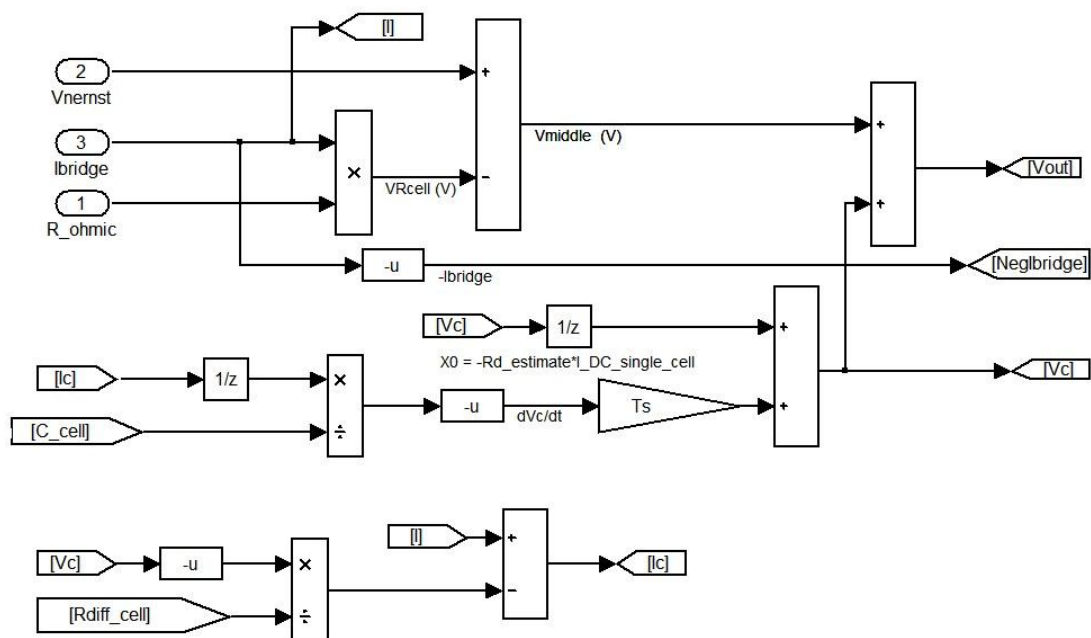 [I]
2
Vnernst
3
Ibridge
1
R_ohmic
×
VRcell (V)
+
−
Vmiddle (V)
+
+
[Vout]
-u
-Ibridge
[NegIbridge]
[Vc]
1/z
X0 = -Rd_estimate*I_DC_single_cell
[Ic]
1/z
[C_cell]
×
÷
-u
dVc/dt
Ts
+
+
[Vc]
[Vc]
-u
[Rdiff_cell]
×
÷
[I]
+
−
[Ic]